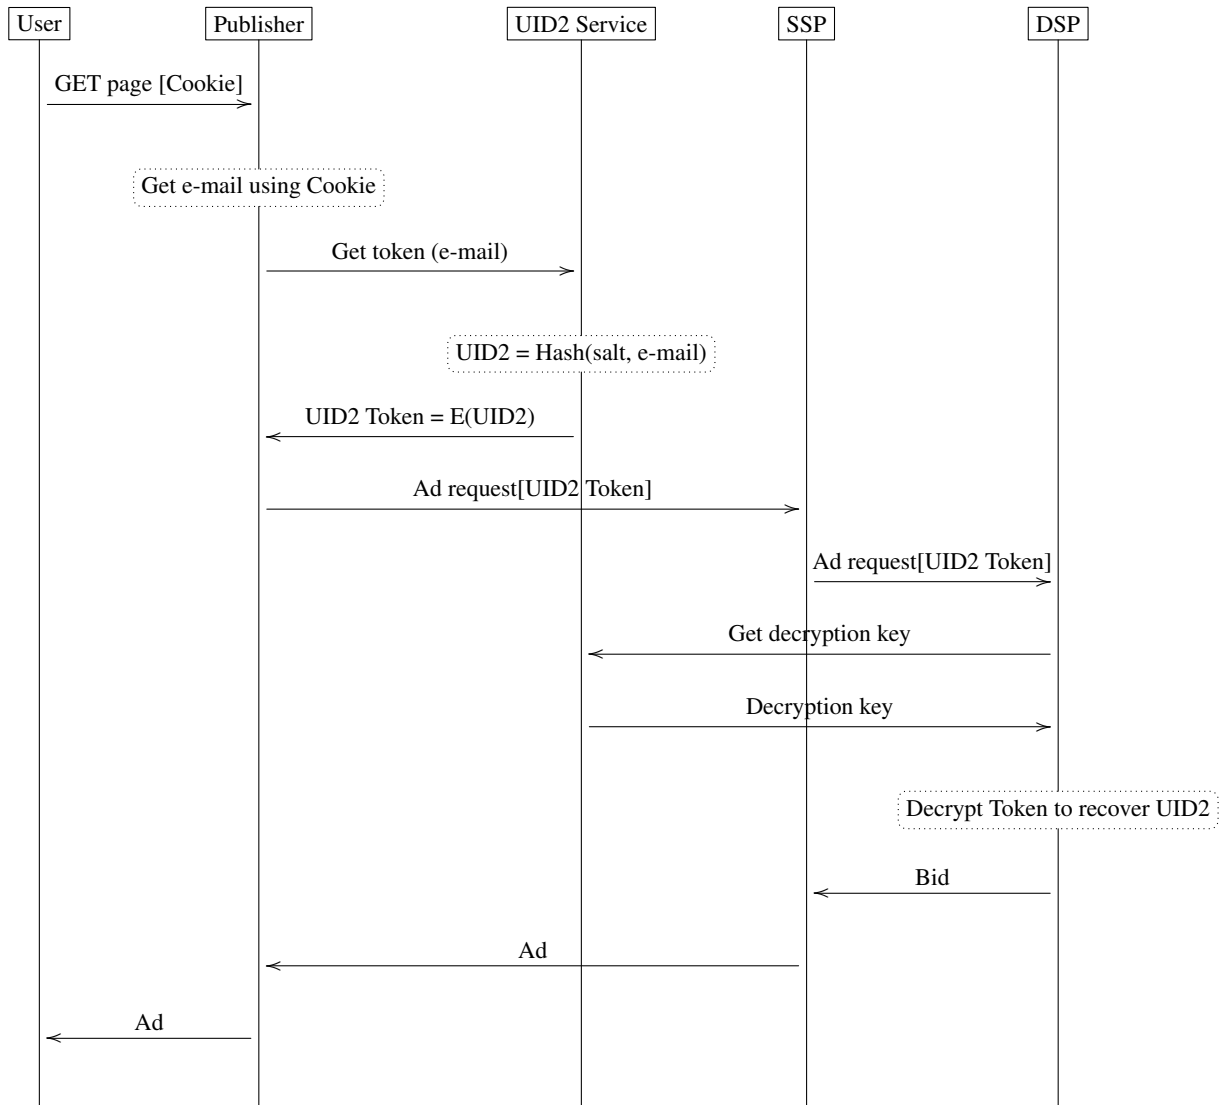 User
Publisher
UID2 Service
SSP
DSP
GET page [Cookie]
Get e-mail using Cookie
Get token (e-mail)
UID2 = Hash(salt, e-mail)
UID2 Token = E(UID2)
Ad request[UID2 Token]
Ad request[UID2 Token]
Get decryption key
Decryption key
Decrypt Token to recover UID2
Bid
Ad
Ad